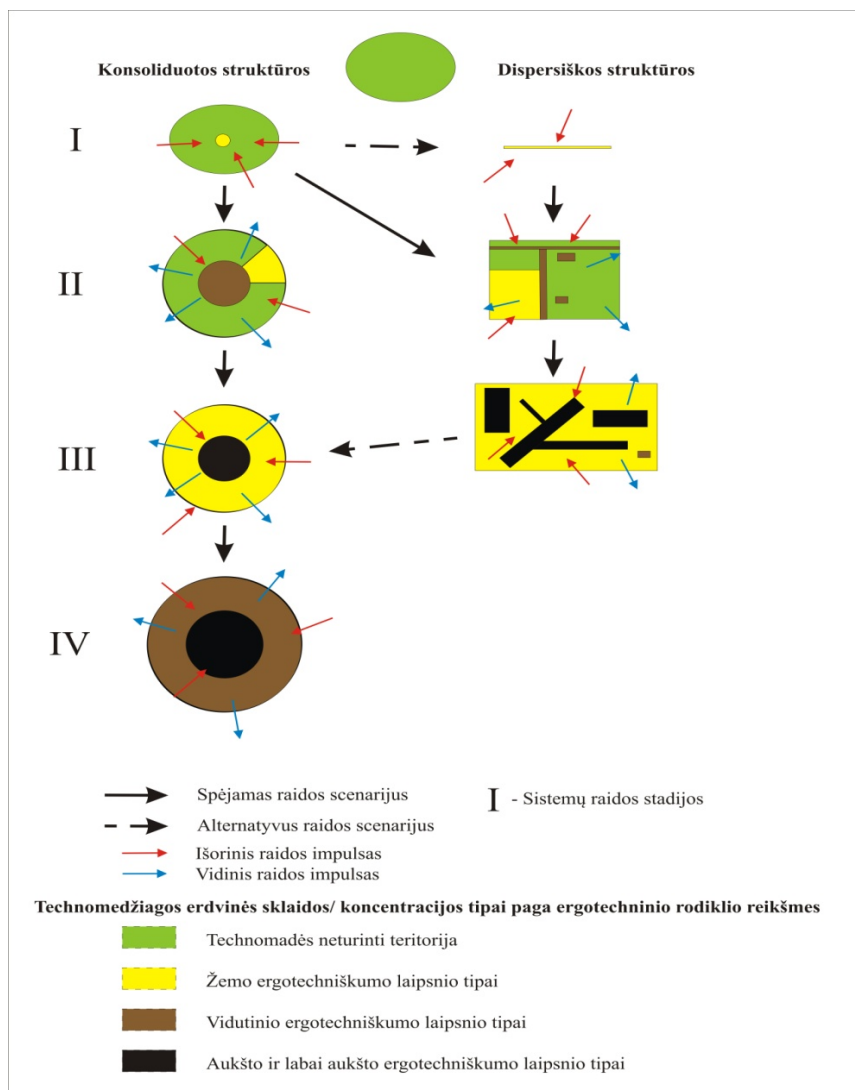 Konsoliduotos struktūros
Dispersiškos struktūros
I
II
III
IV
Spėjamas raidos scenarijus
I - Sistemų raidos stadijos
Alternatyvus raidos scenarijus
Išorinis raidos impulsas
Vidinis raidos impulsas
Technomedžiagos erdvinės sklaidos/ koncentracijos tipai paga ergotechninio rodiklio reikšmes
Technomadės neturinti teritorija
Žemo ergotechniškumo laipsnio tipai
Vidutinio ergotechniškumo laipsnio tipai
Aukšto ir labai aukšto ergotechniškumo laipsnio tipai